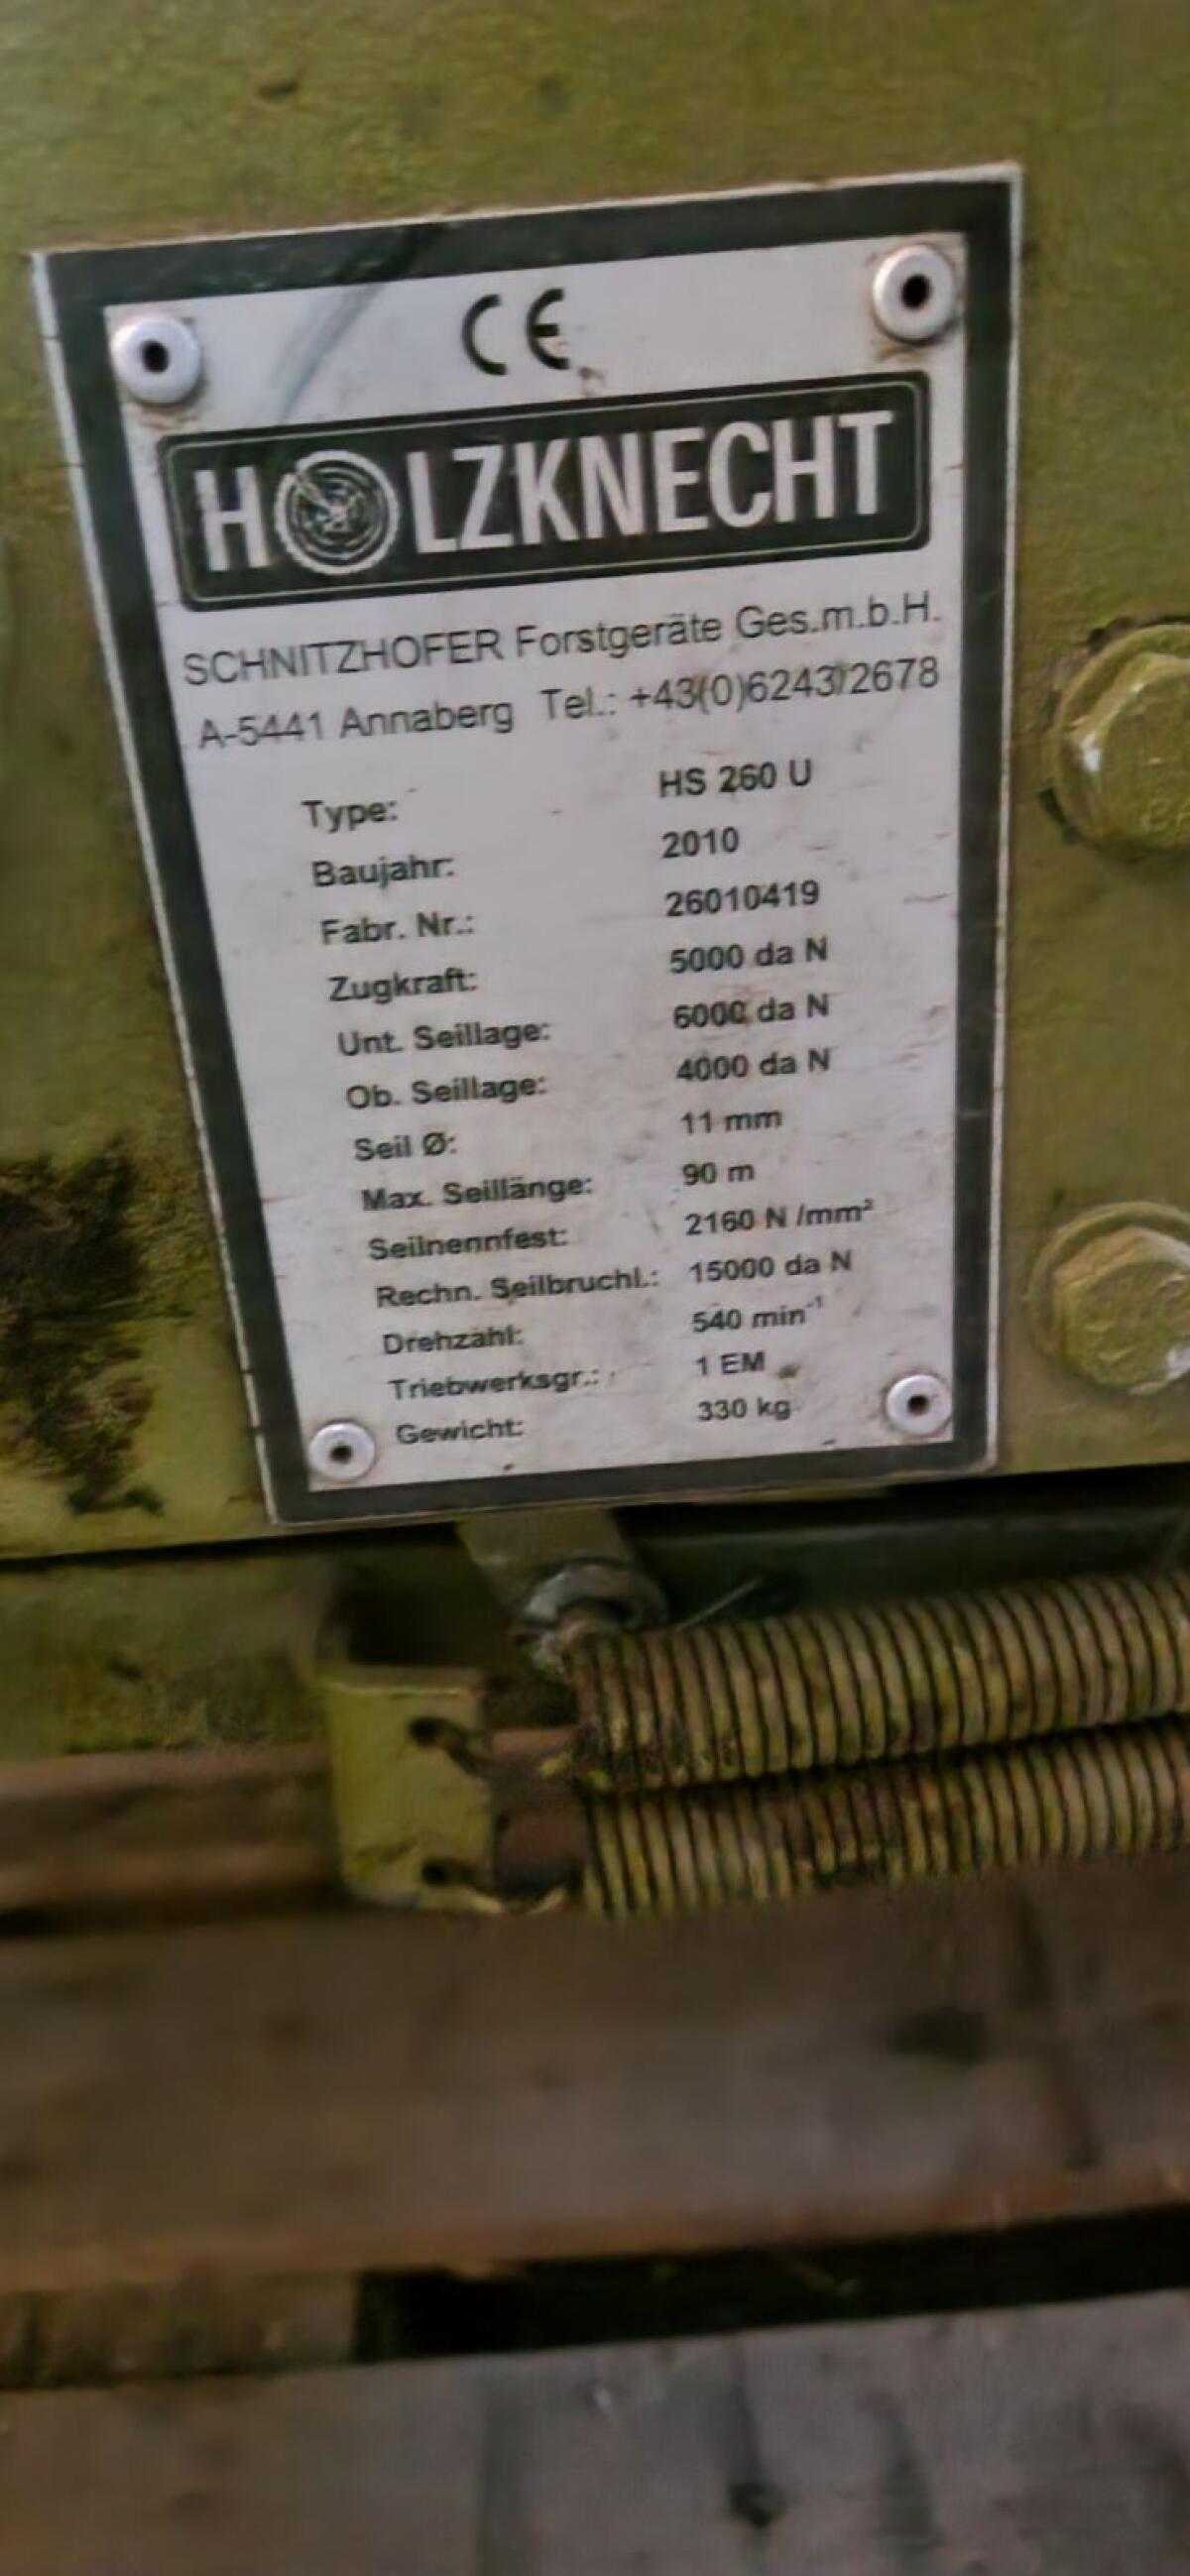 CE
HOLZKNECHT
SCHNITZHOFER Forstgeräte Ges.m.b.H.
A-5441 Annaberg Tel.: +43(0)6243/2678
Type: HS 260 U
Baujahr: 2010
Fabr. Nr.: 26010419
Zugkraft: 5000 da N
Unt. Seillage: 6000 da N
Ob. Seillage: 4000 da N
Seil Ø: 11 mm
Max. Seillänge: 90 m
Seilnennfest: 2160 N /mm²
Rechn. Seilbruchl.: 15000 da N
Drehzahl: 540 min⁻¹
Triebwerksgr.: 1 EM
Gewicht: 330 kg